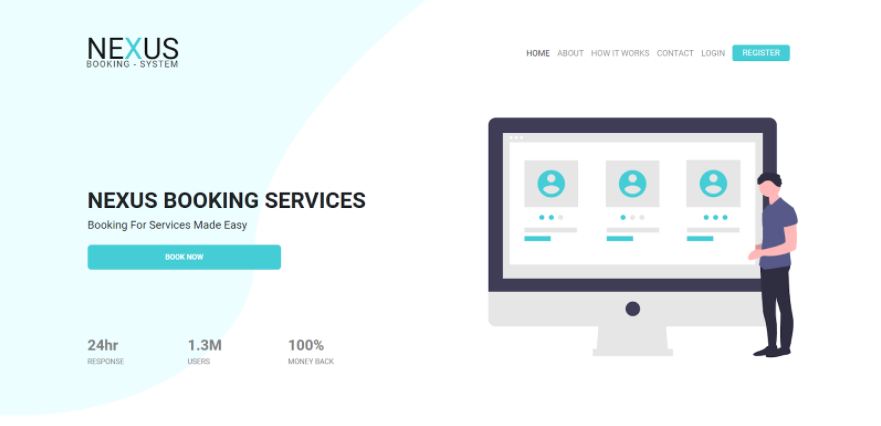 NEXUS
BOOKING - SYSTEM
HOME ABOUT HOW IT WORKS CONTACT LOGIN REGISTER
NEXUS BOOKING SERVICES
Booking For Services Made Easy
BOOK NOW
24hr 1.3M 100%
RESPONSE USERS MONEY BACK